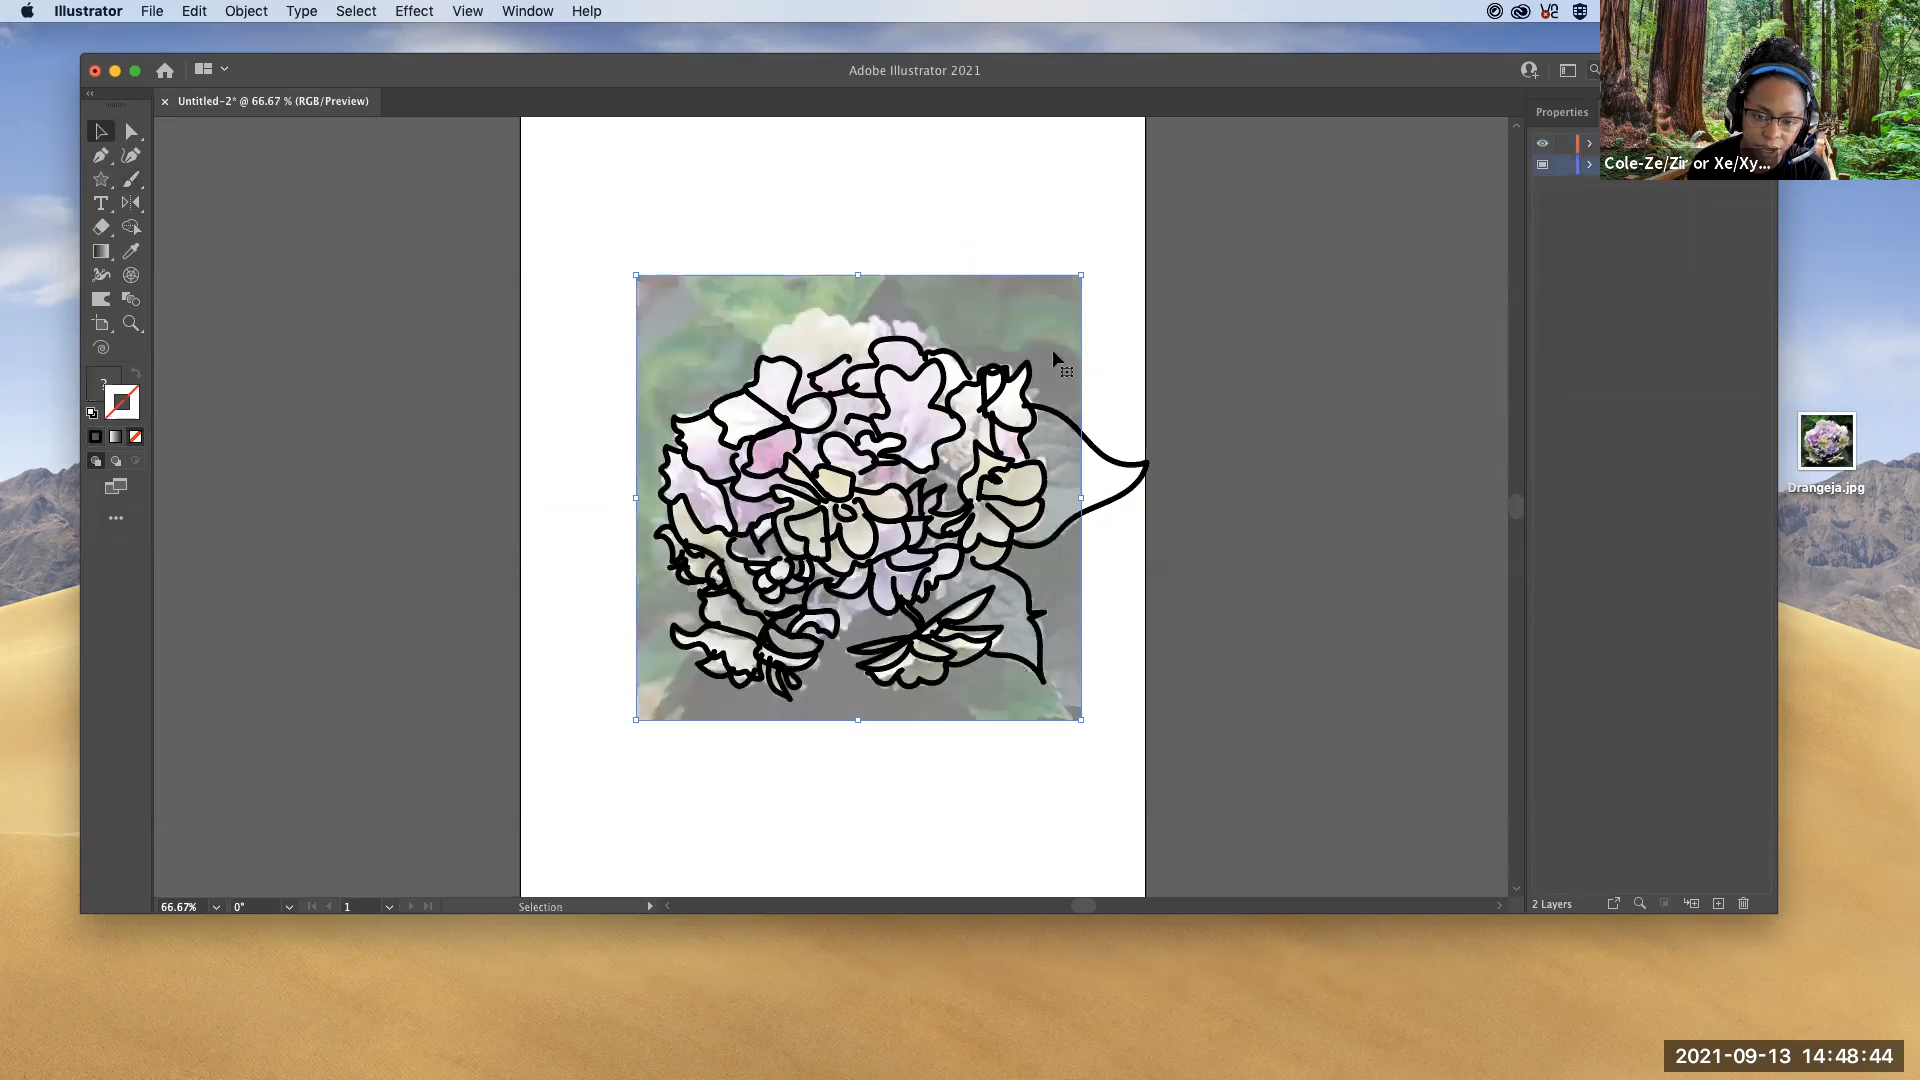 Illustrator File Edit Object Type Select Effect View Window Help
Adobe Illustrator 2021
× Untitled-2* @ 66.67 % (RGB/Preview)
Properties
Cole-Ze/Zir or Xe/Xy...
T
?
Drangeja.jpg
66.67% 0° 1 Selection
2 Layers
2021-09-13 14:48:44